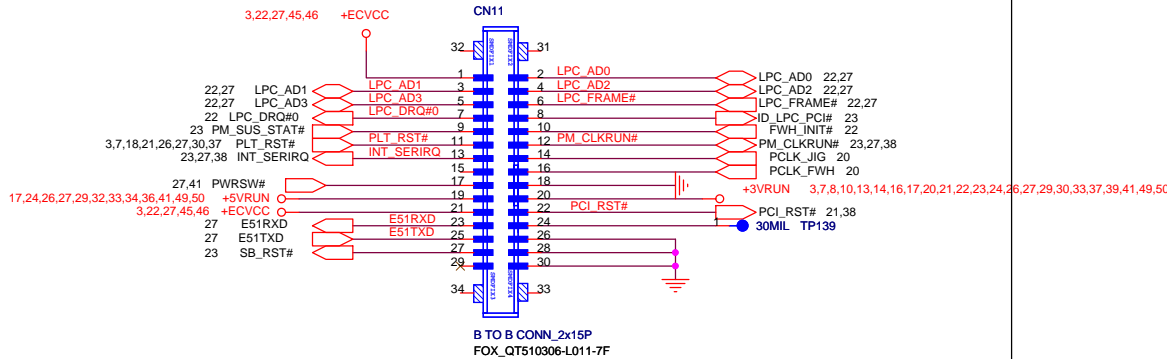 CN11
3,22,27,45,46 +ECVCC
32 SMDFIX1 SMDFIX2 31
1 2 LPC_AD0 LPC_AD0 22,27
22,27 LPC_AD1 LPC_AD1 3 4 LPC_AD2 LPC_AD2 22,27
22,27 LPC_AD3 LPC_AD3 5 6 LPC_FRAME# LPC_FRAME# 22,27
22 LPC_DRQ#0 LPC_DRQ#0 7 8 ID_LPC_PCI# 23
23 PM_SUS_STAT# 9 10 FWH_INIT# 22
3,7,18,21,26,27,30,37 PLT_RST# PLT_RST# 11 12 PM_CLKRUN# PM_CLKRUN# 23,27,38
23,27,38 INT_SERIRQ INT_SERIRQ 13 14 PCLK_JIG 20
15 16 PCLK_FWH 20
27,41 PWRSW# 17 18
17,24,26,27,29,32,33,34,36,41,49,50 +5VRUN 19 20 +3VRUN 3,7,8,10,13,14,16,17,20,21,22,23,24,26,27,29,30,33,37,39,41,49,50
3,22,27,45,46 +ECVCC 21 22 PCI_RST# PCI_RST# 21,38
27 E51RXD E51RXD 23 24 1 30MIL TP139
27 E51TXD E51TXD 25 26
23 SB_RST# 27 28
29 30
34 SMDFIX3 SMDFIX4 33
B TO B CONN_2x15P
FOX_QT510306-L011-7F